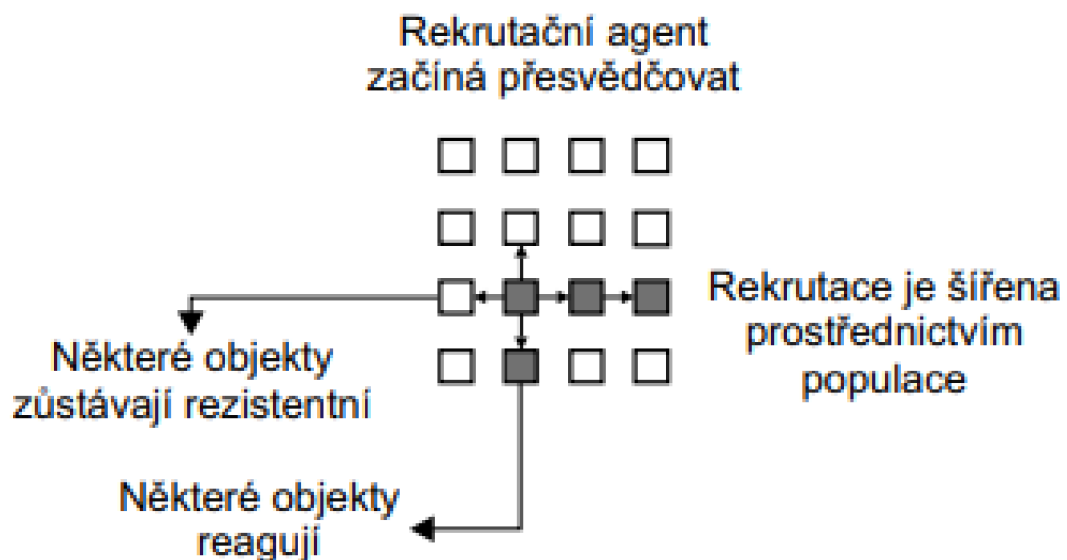 Rekrutační agent
začíná přesvědčovat
Rekrutace je šířena
prostřednictvím
populace
Některé objekty
zůstávají rezistentní
Některé objekty
reagují